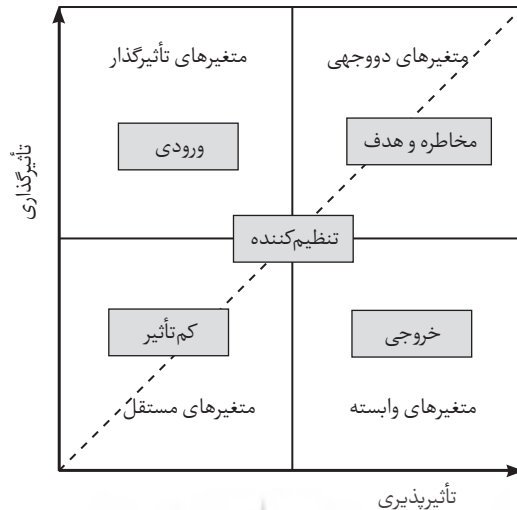 متغیرهای دووجهی
متغیرهای تأثیرگذار
مخاطره و هدف
ورودی
تأثیرگذاری
تنظیم‌کننده
خروجی
کم‌تأثیر
متغیرهای وابسته
متغیرهای مستقل
تأثیرپذیری